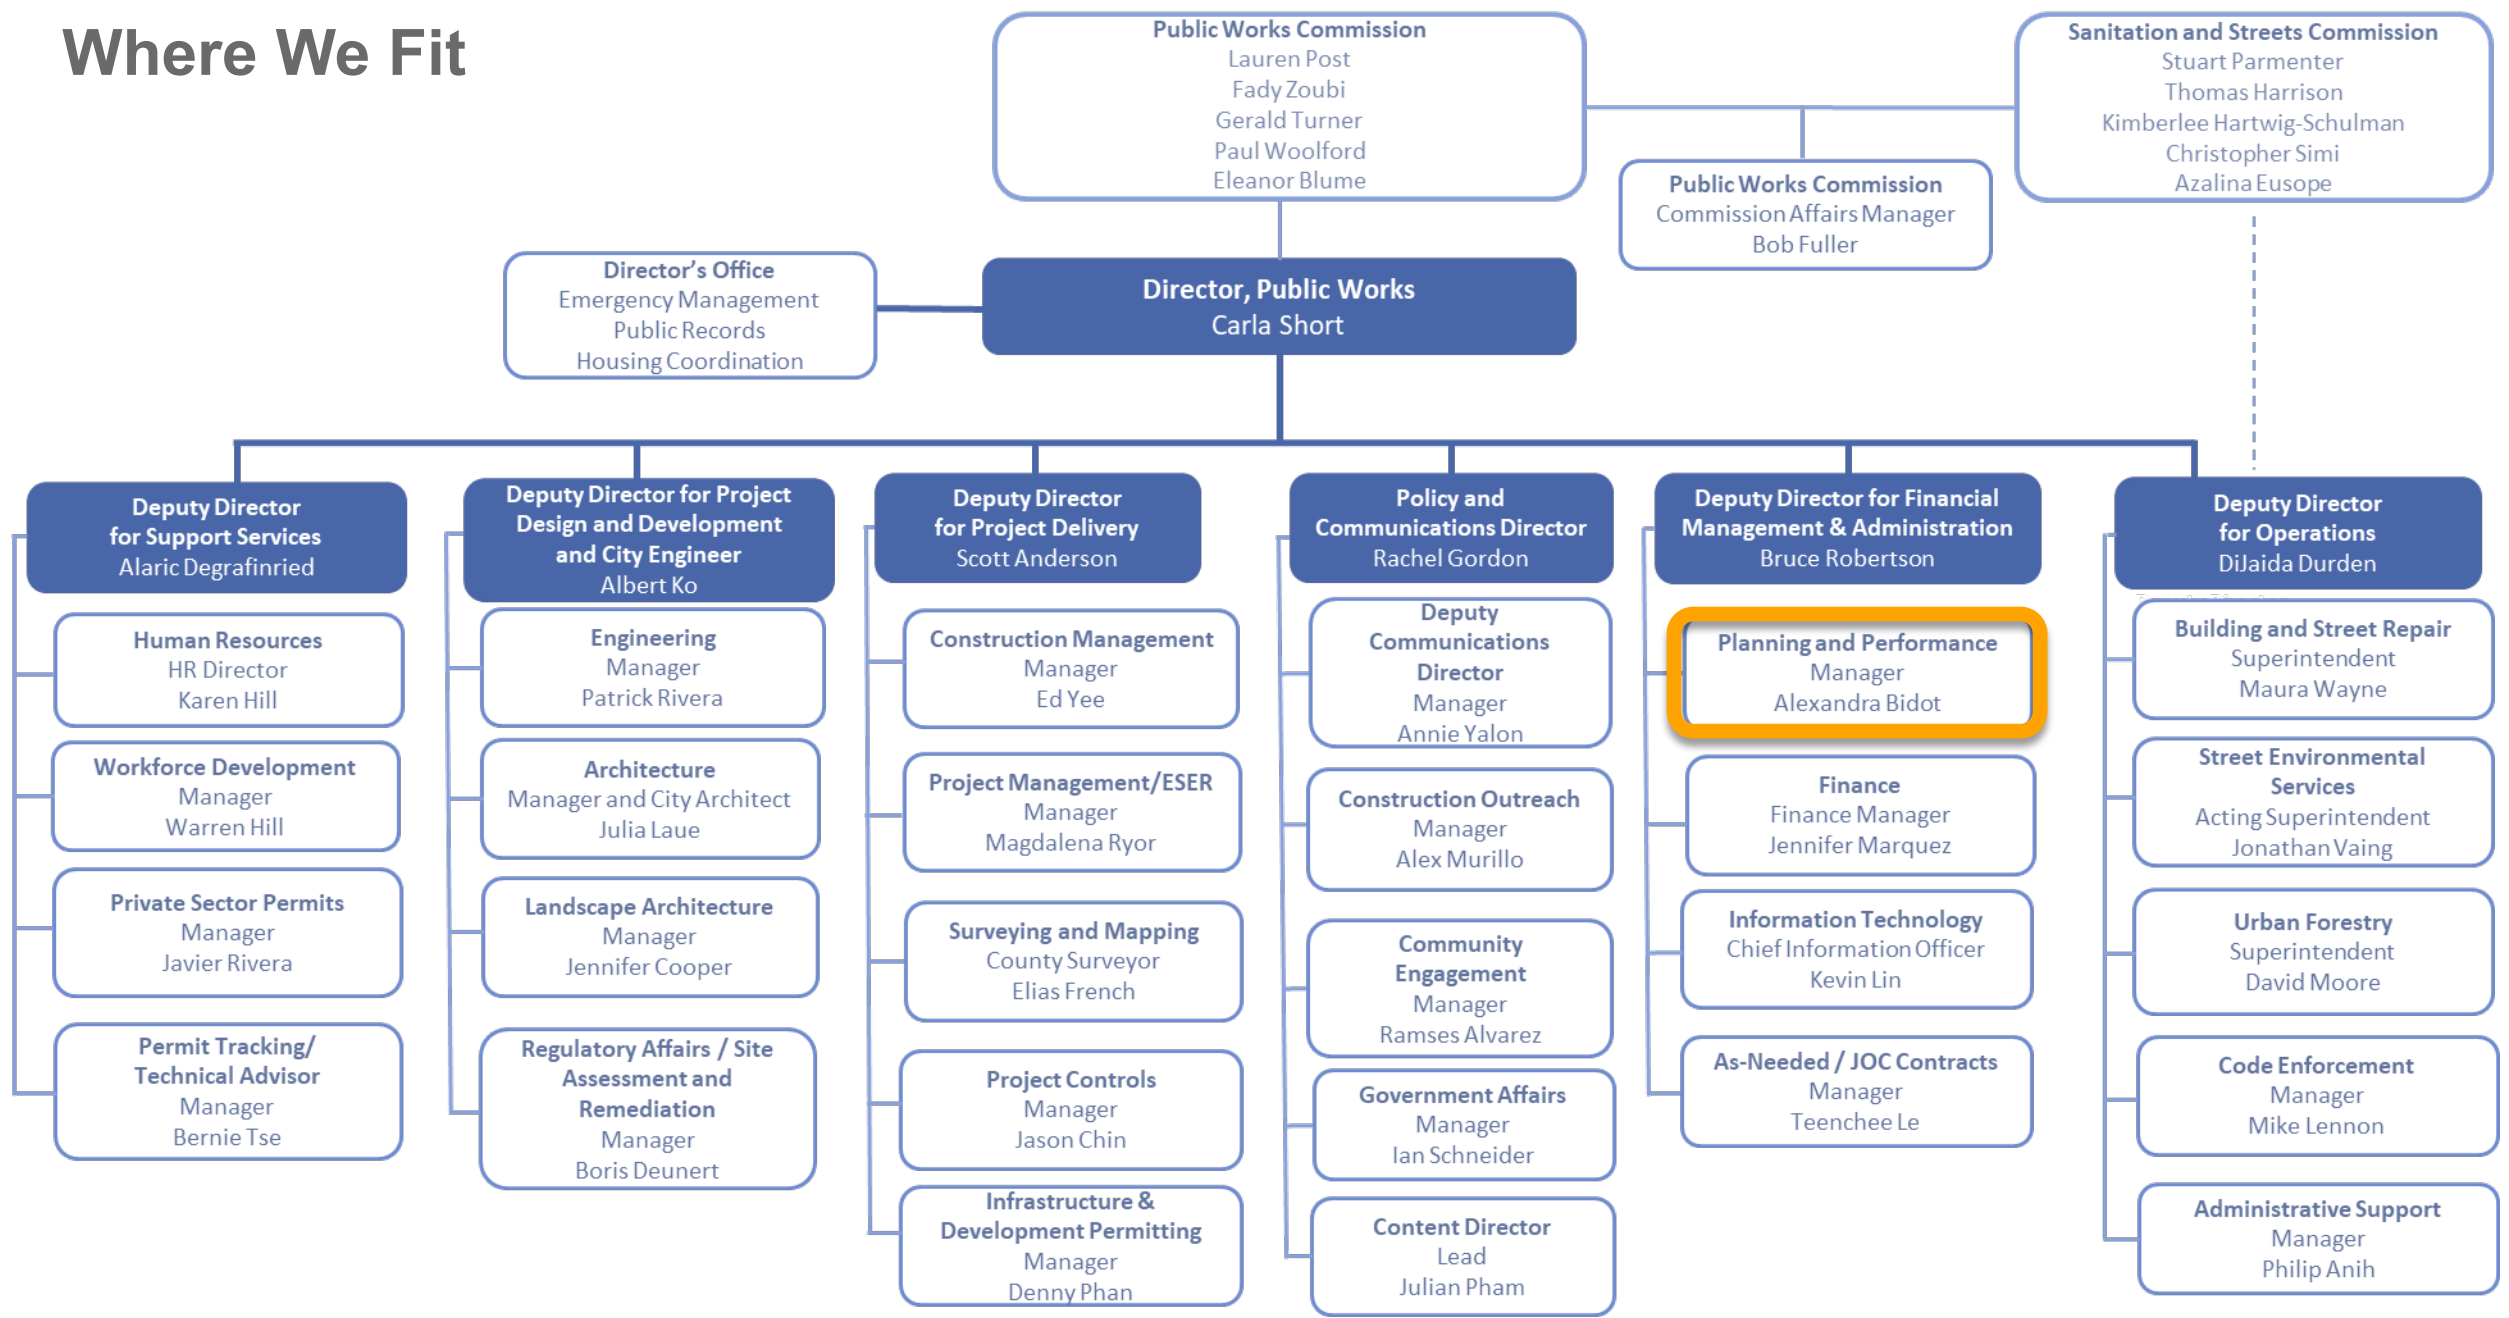 Where We Fit
Public Works Commission
Lauren Post
Fady Zoubi
Gerald Turner
Paul Woolford
Eleanor Blume
Sanitation and Streets Commission
Stuart Parmenter
Thomas Harrison
Kimberlee Hartwig-Schulman
Christopher Simi
Azalina Eusope
Public Works Commission
Commission Affairs Manager
Bob Fuller
Director's Office
Emergency Management
Public Records
Housing Coordination
Director, Public Works
Carla Short
Deputy Director
for Support Services
Alaric Degrafinried
Human Resources
HR Director
Karen Hill
Workforce Development
Manager
Warren Hill
Private Sector Permits
Manager
Javier Rivera
Permit Tracking/
Technical Advisor
Manager
Bernie Tse
Deputy Director for Project
Design and Development
and City Engineer
Albert Ko
Engineering
Manager
Patrick Rivera
Architecture
Manager and City Architect
Julia Laue
Landscape Architecture
Manager
Jennifer Cooper
Regulatory Affairs / Site
Assessment and
Remediation
Manager
Boris Deunert
Deputy Director
for Project Delivery
Scott Anderson
Construction Management
Manager
Ed Yee
Project Management/ESER
Manager
Magdalena Ryor
Surveying and Mapping
County Surveyor
Elias French
Project Controls
Manager
Jason Chin
Infrastructure &
Development Permitting
Manager
Denny Phan
Policy and
Communications Director
Rachel Gordon
Deputy
Communications
Director
Manager
Annie Yalon
Construction Outreach
Manager
Alex Murillo
Community
Engagement
Manager
Ramses Alvarez
Government Affairs
Manager
Ian Schneider
Content Director
Lead
Julian Pham
Deputy Director for Financial
Management & Administration
Bruce Robertson
Planning and Performance
Manager
Alexandra Bidot
Finance
Finance Manager
Jennifer Marquez
Information Technology
Chief Information Officer
Kevin Lin
As-Needed / JOC Contracts
Manager
Teenchee Le
Deputy Director
for Operations
DiJaida Durden
Building and Street Repair
Superintendent
Maura Wayne
Street Environmental
Services
Acting Superintendent
Jonathan Vaing
Urban Forestry
Superintendent
David Moore
Code Enforcement
Manager
Mike Lennon
Administrative Support
Manager
Philip Anih